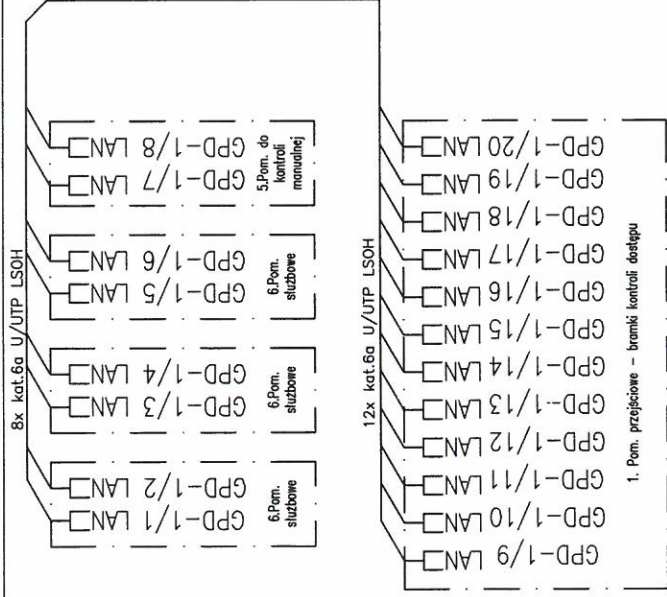 8x kat.6a U/UTP LSOH
GPD-1/8 LAN
GPD-1/7 LAN
5.Pom. do
kontroli
manualnej
GPD-1/6 LAN
GPD-1/5 LAN
6.Pom.
służbowe
GPD-1/4 LAN
GPD-1/3 LAN
6.Pom.
służbowe
GPD-1/2 LAN
GPD-1/1 LAN
6.Pom.
służbowe
12x kat.6a U/UTP LSOH
GPD-1/20 LAN
GPD-1/19 LAN
GPD-1/18 LAN
GPD-1/17 LAN
GPD-1/16 LAN
GPD-1/15 LAN
GPD-1/14 LAN
GPD-1/13 LAN
GPD-1/12 LAN
GPD-1/11 LAN
GPD-1/10 LAN
GPD-1/9 LAN
1. Pom. przejściowe – bramki kontroli dostępu